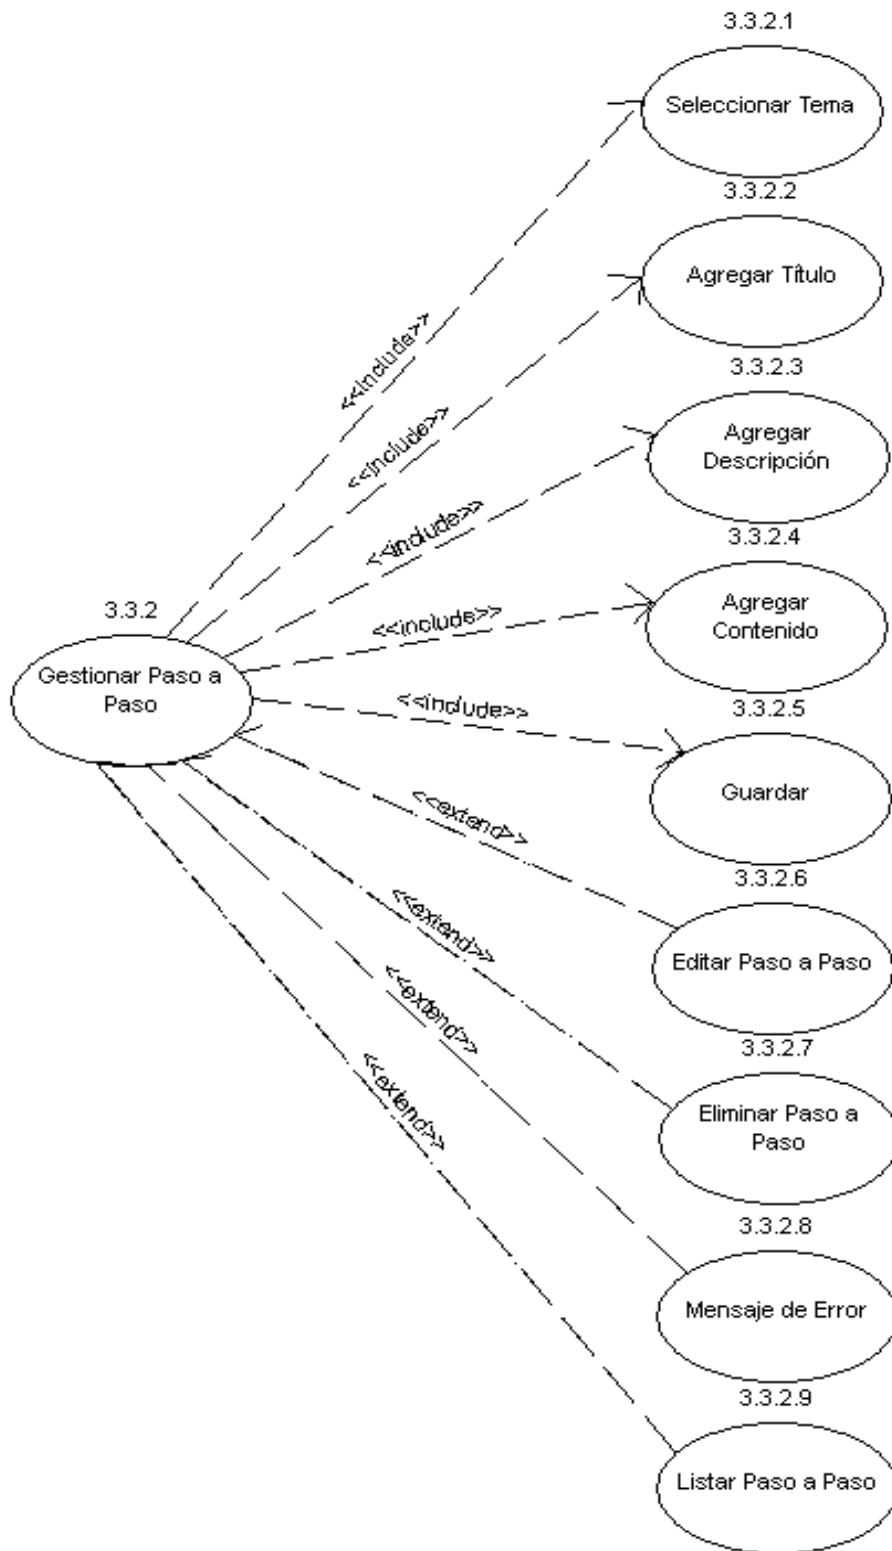 3.3.2.1
Seleccionar Tema
3.3.2.2
<<include>>
Agregar Título
3.3.2.3
<<include>>
Agregar
Descripción
<<include>>
3.3.2.4
3.3.2
Agregar
Contenido
<<include>>
Gestionar Paso a
Paso
<<include>>
3.3.2.5
Guardar
<<extend>>
3.3.2.6
Editar Paso a Paso
<<extend>>
3.3.2.7
<<extend>>
Eliminar Paso a
Paso
<<extend>>
3.3.2.8
Mensaje de Error
3.3.2.9
Listar Paso a Paso